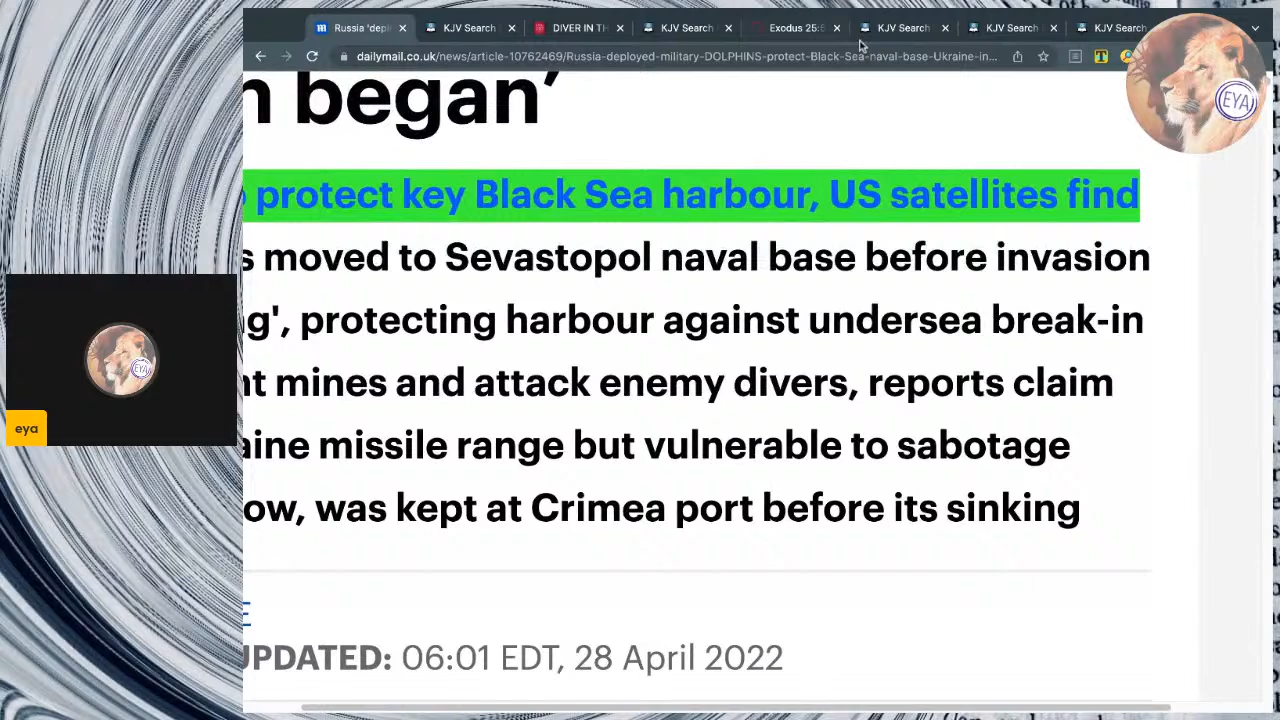 Russia 'dep
KJV Search
DIVER IN TH
KJV Search
Exodus 25:
KJV Search
KJV Search
KJV Search
dailymail.co.uk/news/article-10762469/Russia-deployed-military-DOLPHINS-protect-Black-Sea-naval-base-Ukraine-in...
EYA
n began'
protect key Black Sea harbour, US satellites find
s moved to Sevastopol naval base before invasion
ng', protecting harbour against undersea break-in
nt mines and attack enemy divers, reports claim
aine missile range but vulnerable to sabotage
ow, was kept at Crimea port before its sinking
EYA
eya
UPDATED: 06:01 EDT, 28 April 2022